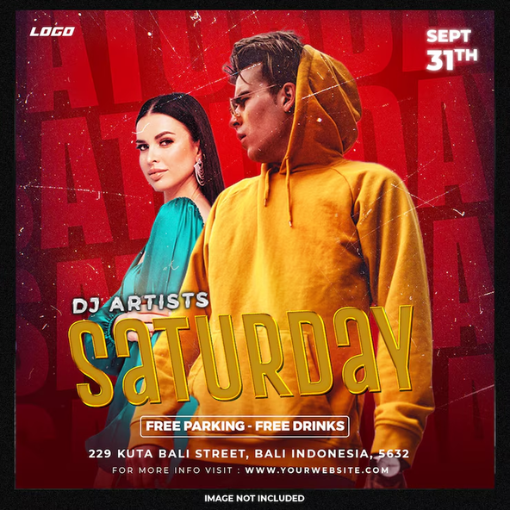 LOGO
SEPT
31TH
DJ ARTISTS
SaTURDaY
FREE PARKING - FREE DRINKS
229 KUTA BALI STREET, BALI INDONESIA, 5632
FOR MORE INFO VISIT : WWW.YOURWEBSITE.COM
IMAGE NOT INCLUDED